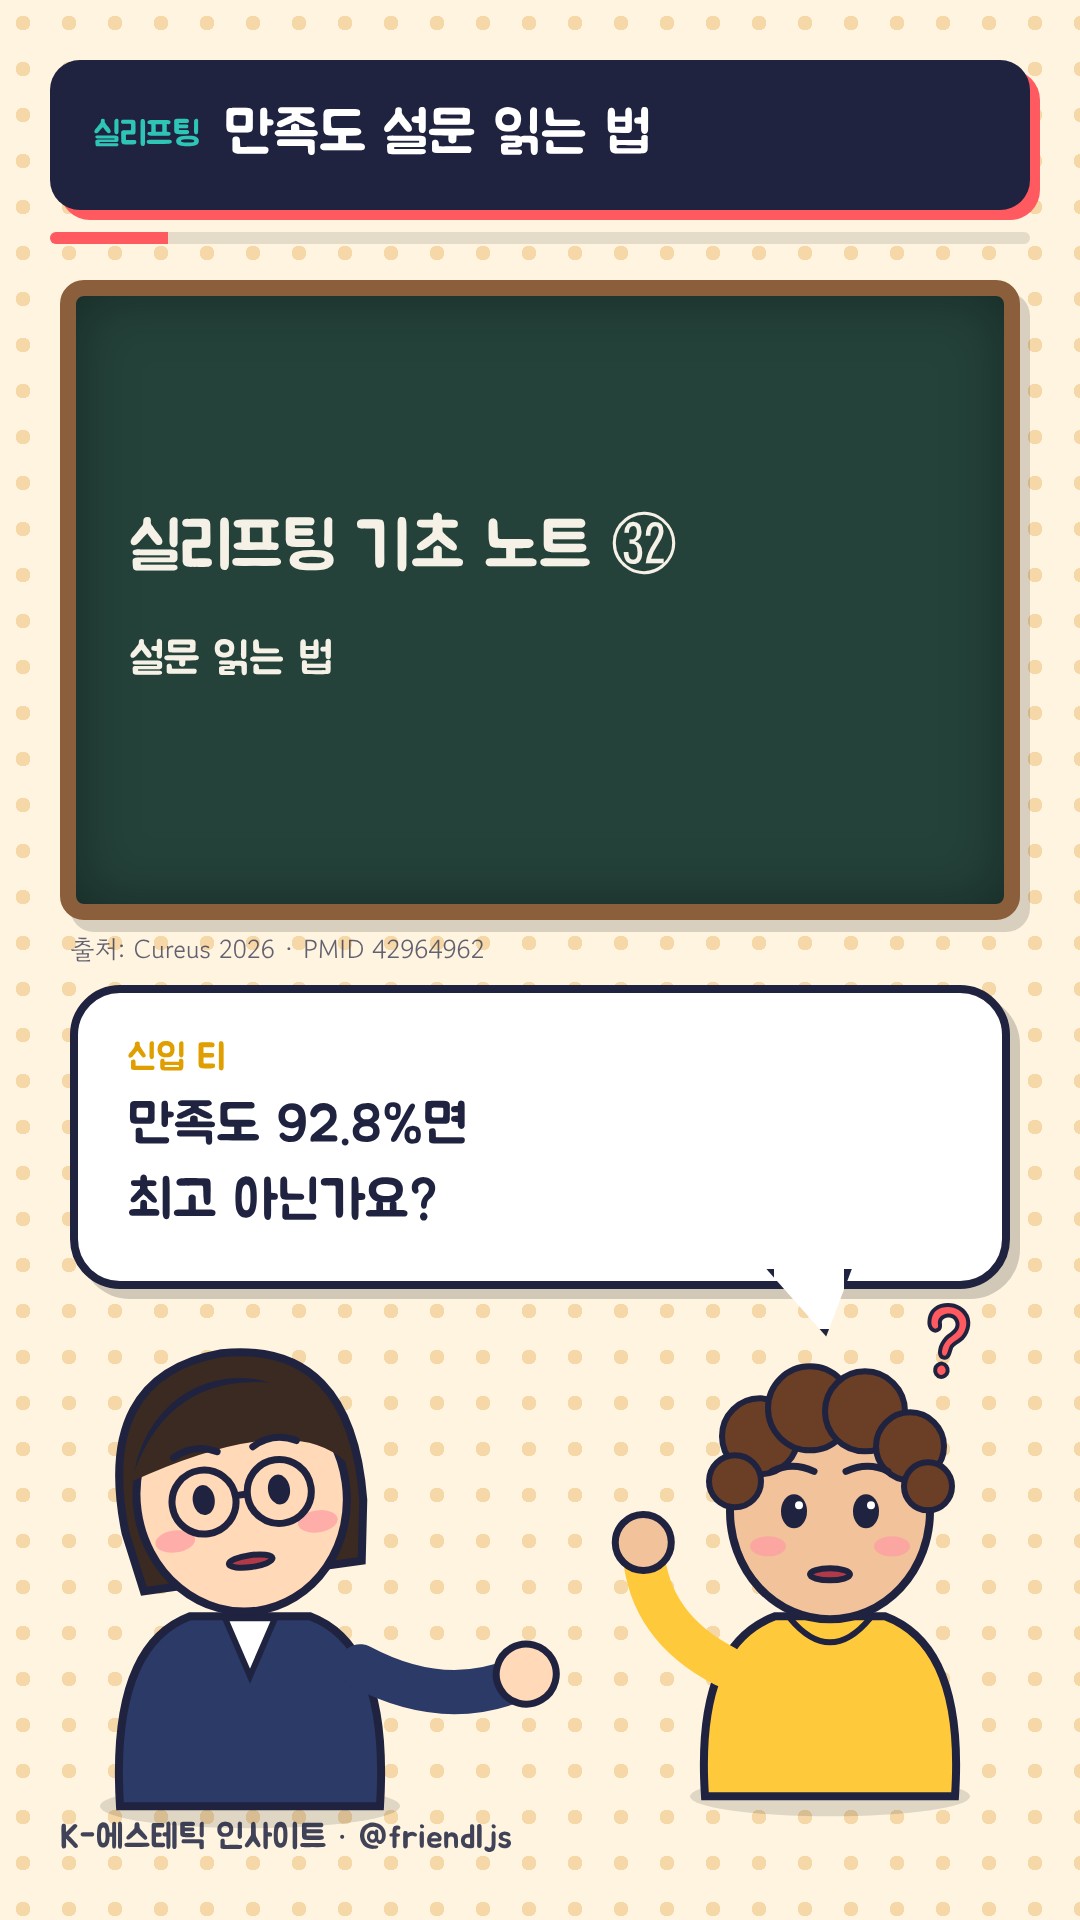 실리프팅 만족도 설문 읽는 법
실리프팅 기초 노트 ㉜
설문 읽는 법
출처: Cureus 2026 · PMID 42964962
신입 티
만족도 92.8%면
최고 아닌가요?
?
K-에스테틱 인사이트 · @friendljs